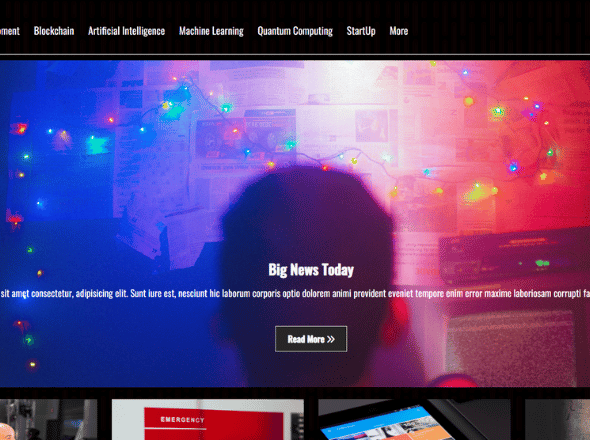 Blockchain Artificial Intelligence Machine Learning Quantum Computing StartUp More
Big News Today
sit amet consectetur, adipisicing elit. Sunt iure est, nesciunt hic laborum corporis optio dolorem animi provident eveniet tempore enim error maxime laboriosam corrupti
Read More »
EMERGENCY